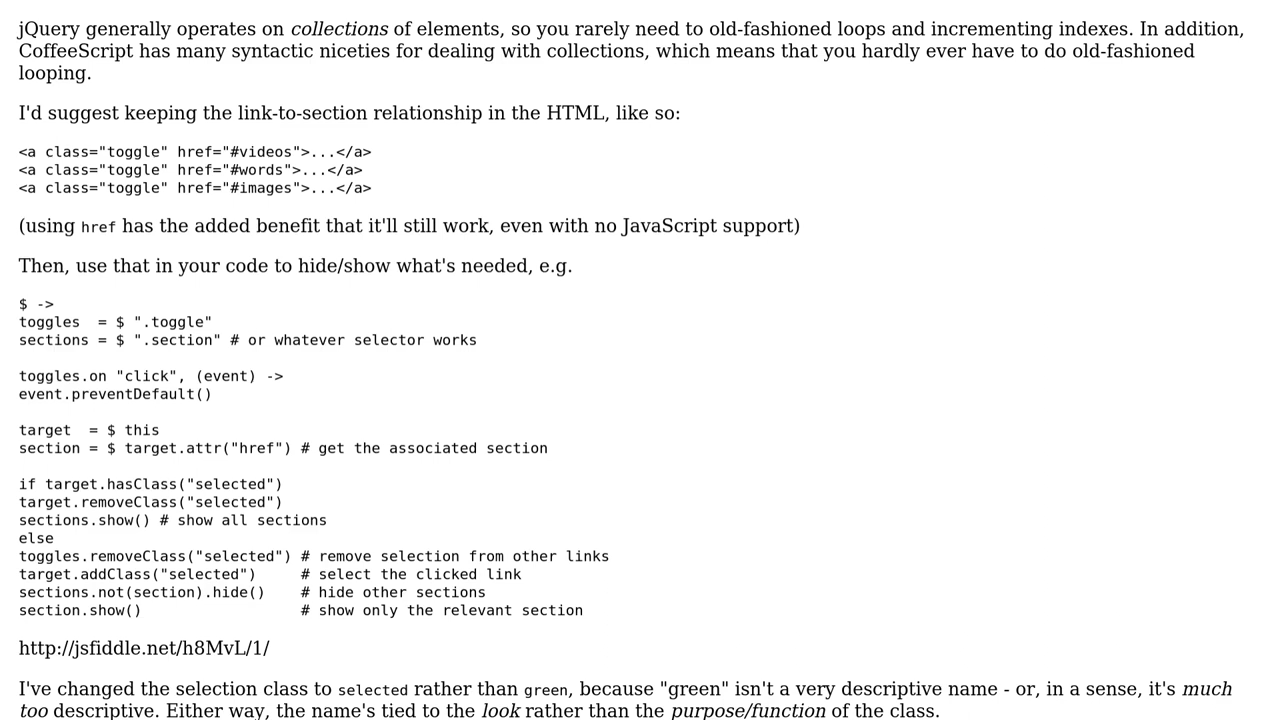 jQuery generally operates on collections of elements, so you rarely need to old-fashioned loops and incrementing indexes. In addition,
CoffeeScript has many syntactic niceties for dealing with collections, which means that you hardly ever have to do old-fashioned
looping.
I'd suggest keeping the link-to-section relationship in the HTML, like so:
<a class="toggle" href="#videos">...</a>
<a class="toggle" href="#words">...</a>
<a class="toggle" href="#images">...</a>
(using href has the added benefit that it'll still work, even with no JavaScript support)
Then, use that in your code to hide/show what's needed, e.g.
$ ->
toggles  = $ ".toggle"
sections = $ ".section" # or whatever selector works
toggles.on "click", (event) ->
event.preventDefault()
target  = $ this
section = $ target.attr("href") # get the associated section
if target.hasClass("selected")
target.removeClass("selected")
sections.show() # show all sections
else
toggles.removeClass("selected") # remove selection from other links
target.addClass("selected")     # select the clicked link
sections.not(section).hide()    # hide other sections
section.show()                  # show only the relevant section
http://jsfiddle.net/h8MvL/1/
I've changed the selection class to selected rather than green, because "green" isn't a very descriptive name - or, in a sense, it's much
too descriptive. Either way, the name's tied to the look rather than the purpose/function of the class.